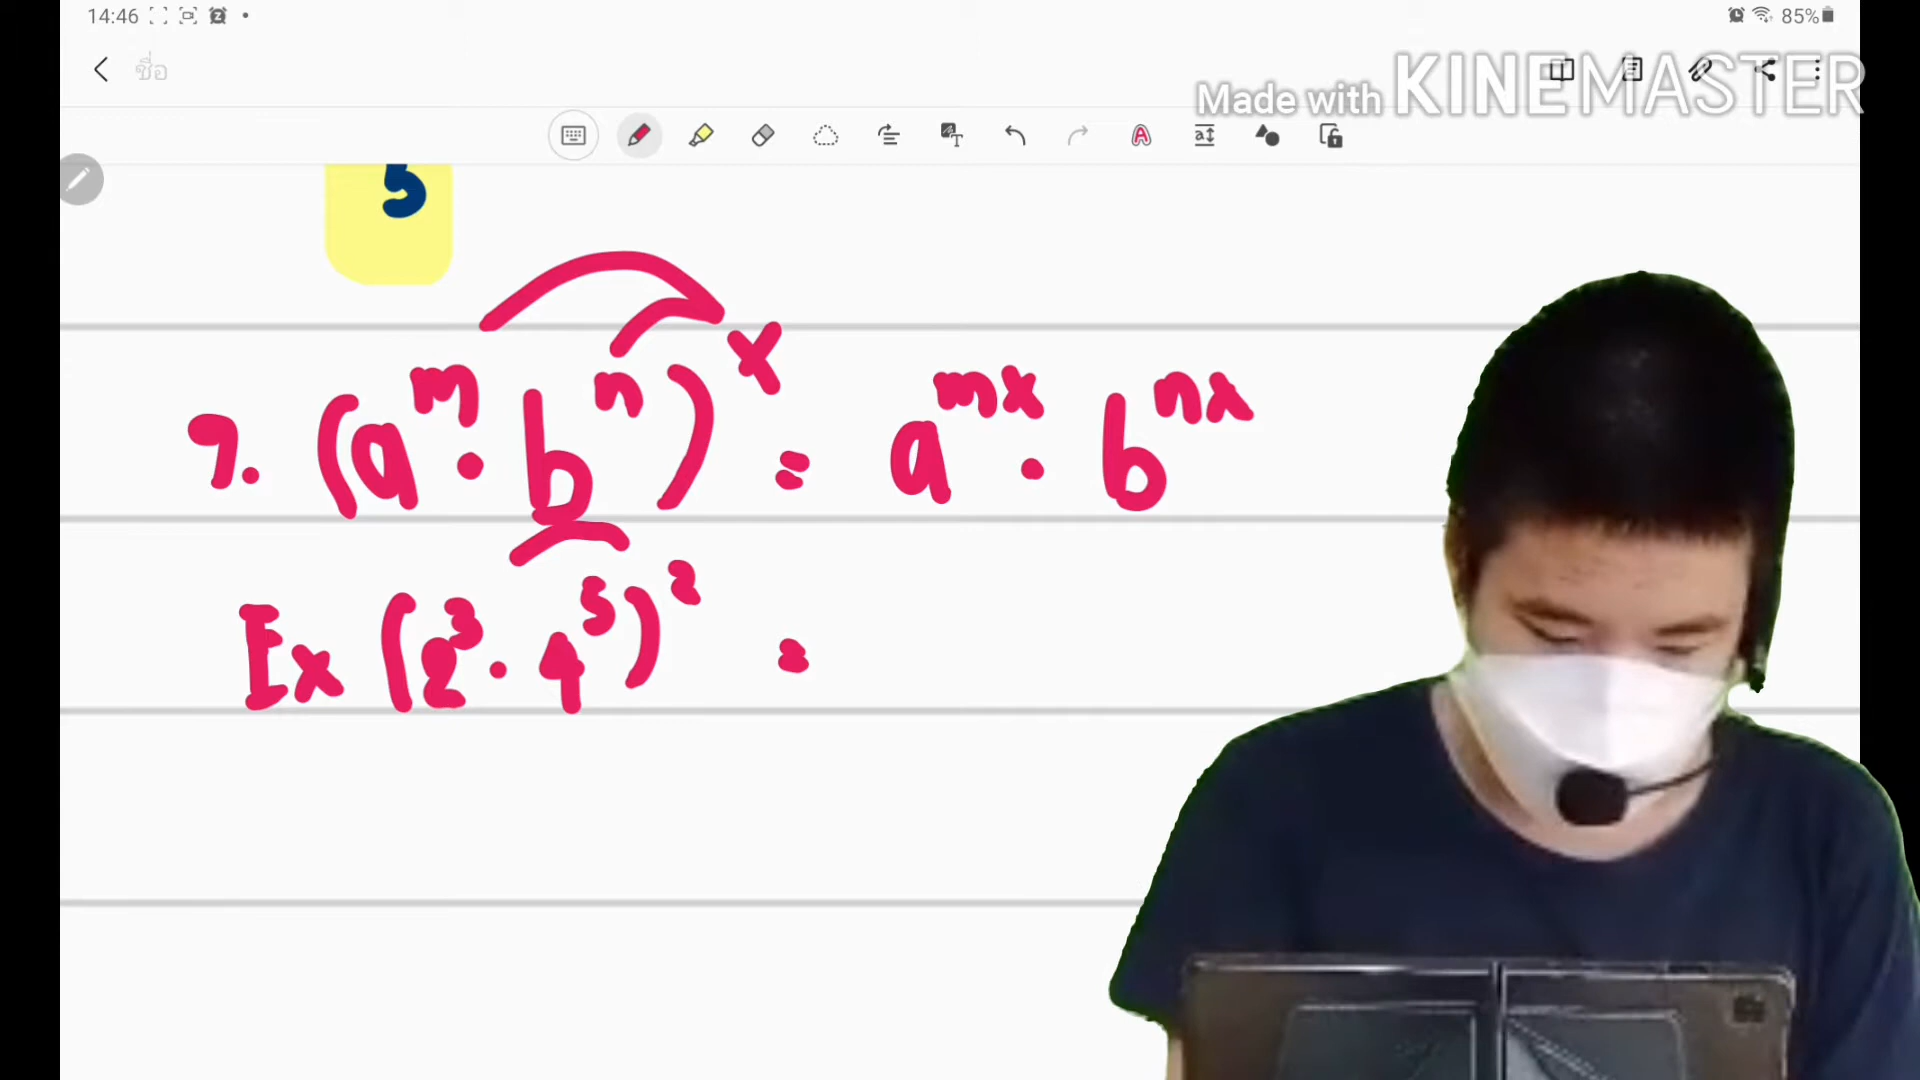 14:46
85%
ชื่อ
Made with KINEMASTER
5
7. (a^m · b^n)^x = a^mx · b^nx
Ex (2^3 · 4^5)^2 =